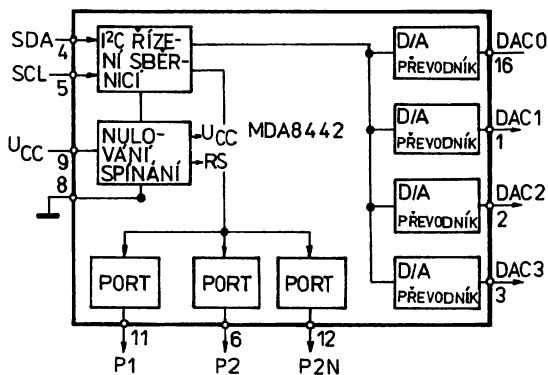 SDA
4
SCL
5
I²C ŘÍZE-
NÍ SBĚR-
NICÍ
UCC
9
8
NULO-
VÁNÍ
SPÍNÁNÍ
UCC
RS
MDA8442
D/A
PŘEVODNÍK
DAC0
16
D/A
PŘEVODNÍK
DAC1
1
D/A
PŘEVODNÍK
DAC2
2
D/A
PŘEVODNÍK
DAC3
3
PORT
PORT
PORT
11
6
12
P1
P2
P2N